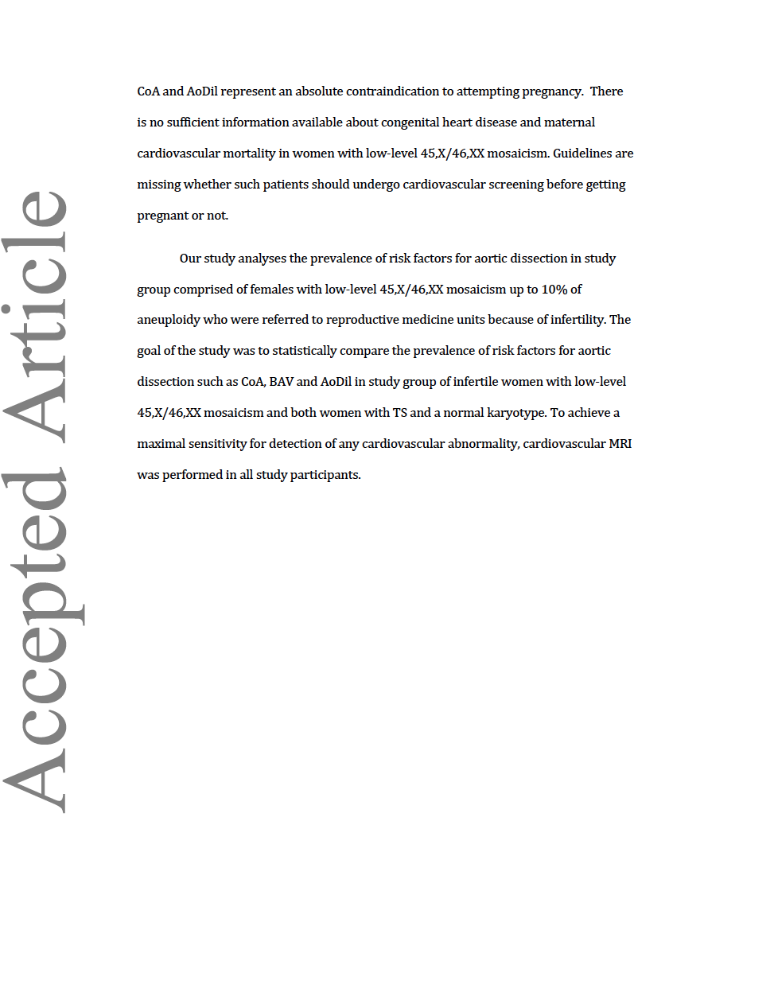 CoA and AoDil represent an absolute contraindication to attempting pregnancy.  There
is no sufficient information available about congenital heart disease and maternal
cardiovascular mortality in women with low-level 45,X/46,XX mosaicism. Guidelines are
missing whether such patients should undergo cardiovascular screening before getting
pregnant or not.
Our study analyses the prevalence of risk factors for aortic dissection in study
group comprised of females with low-level 45,X/46,XX mosaicism up to 10% of
aneuploidy who were referred to reproductive medicine units because of infertility. The
goal of the study was to statistically compare the prevalence of risk factors for aortic
dissection such as CoA, BAV and AoDil in study group of infertile women with low-level
45,X/46,XX mosaicism and both women with TS and a normal karyotype. To achieve a
maximal sensitivity for detection of any cardiovascular abnormality, cardiovascular MRI
was performed in all study participants.
Accepted Article